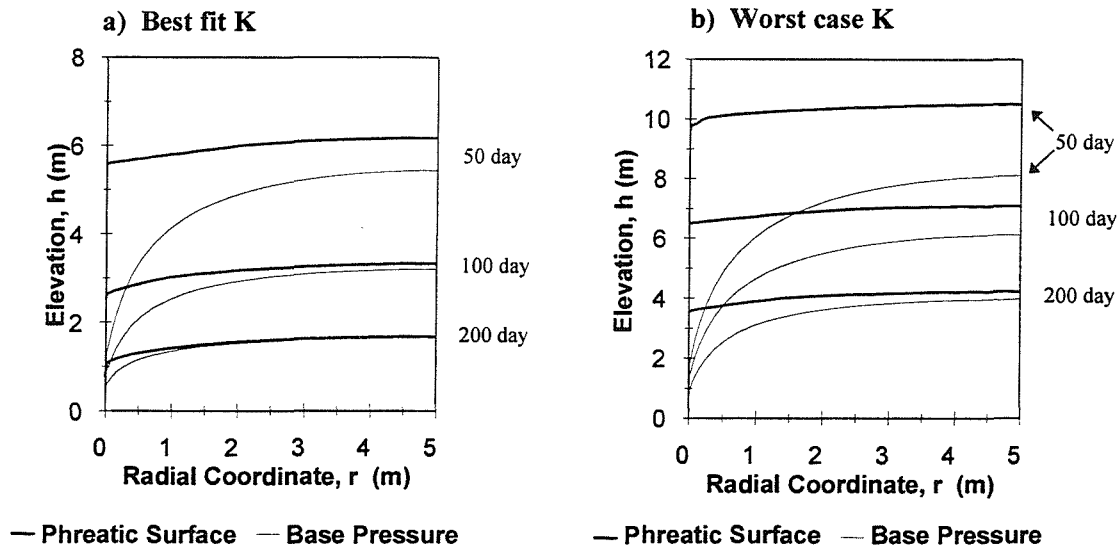 a) Best fit K
8
6
4
2
0
Elevation, h (m)
50 day
100 day
200 day
0 1 2 3 4 5
Radial Coordinate, r (m)
Phreatic Surface Base Pressure
b) Worst case K
12
10
8
6
4
2
0
Elevation, h (m)
50 day
100 day
200 day
0 1 2 3 4 5
Radial Coordinate, r (m)
Phreatic Surface Base Pressure